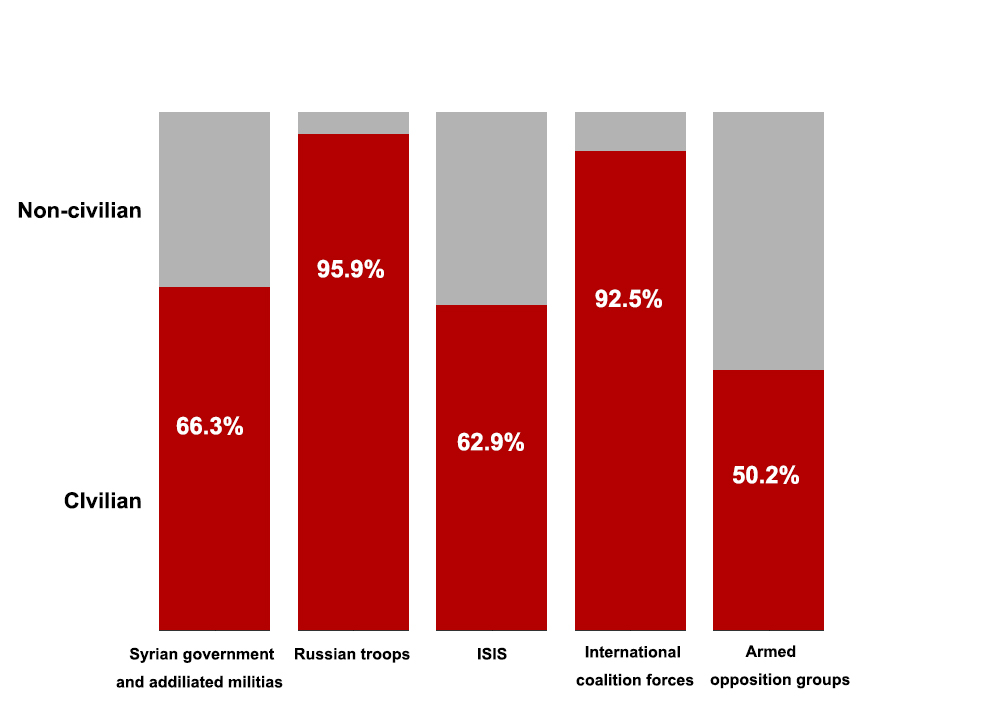 Non-civilian
CIvilian
66.3%
95.9%
62.9%
92.5%
50.2%
Syrian government
and addiliated militias
Russian troops
ISIS
International
coalition forces
Armed
opposition groups